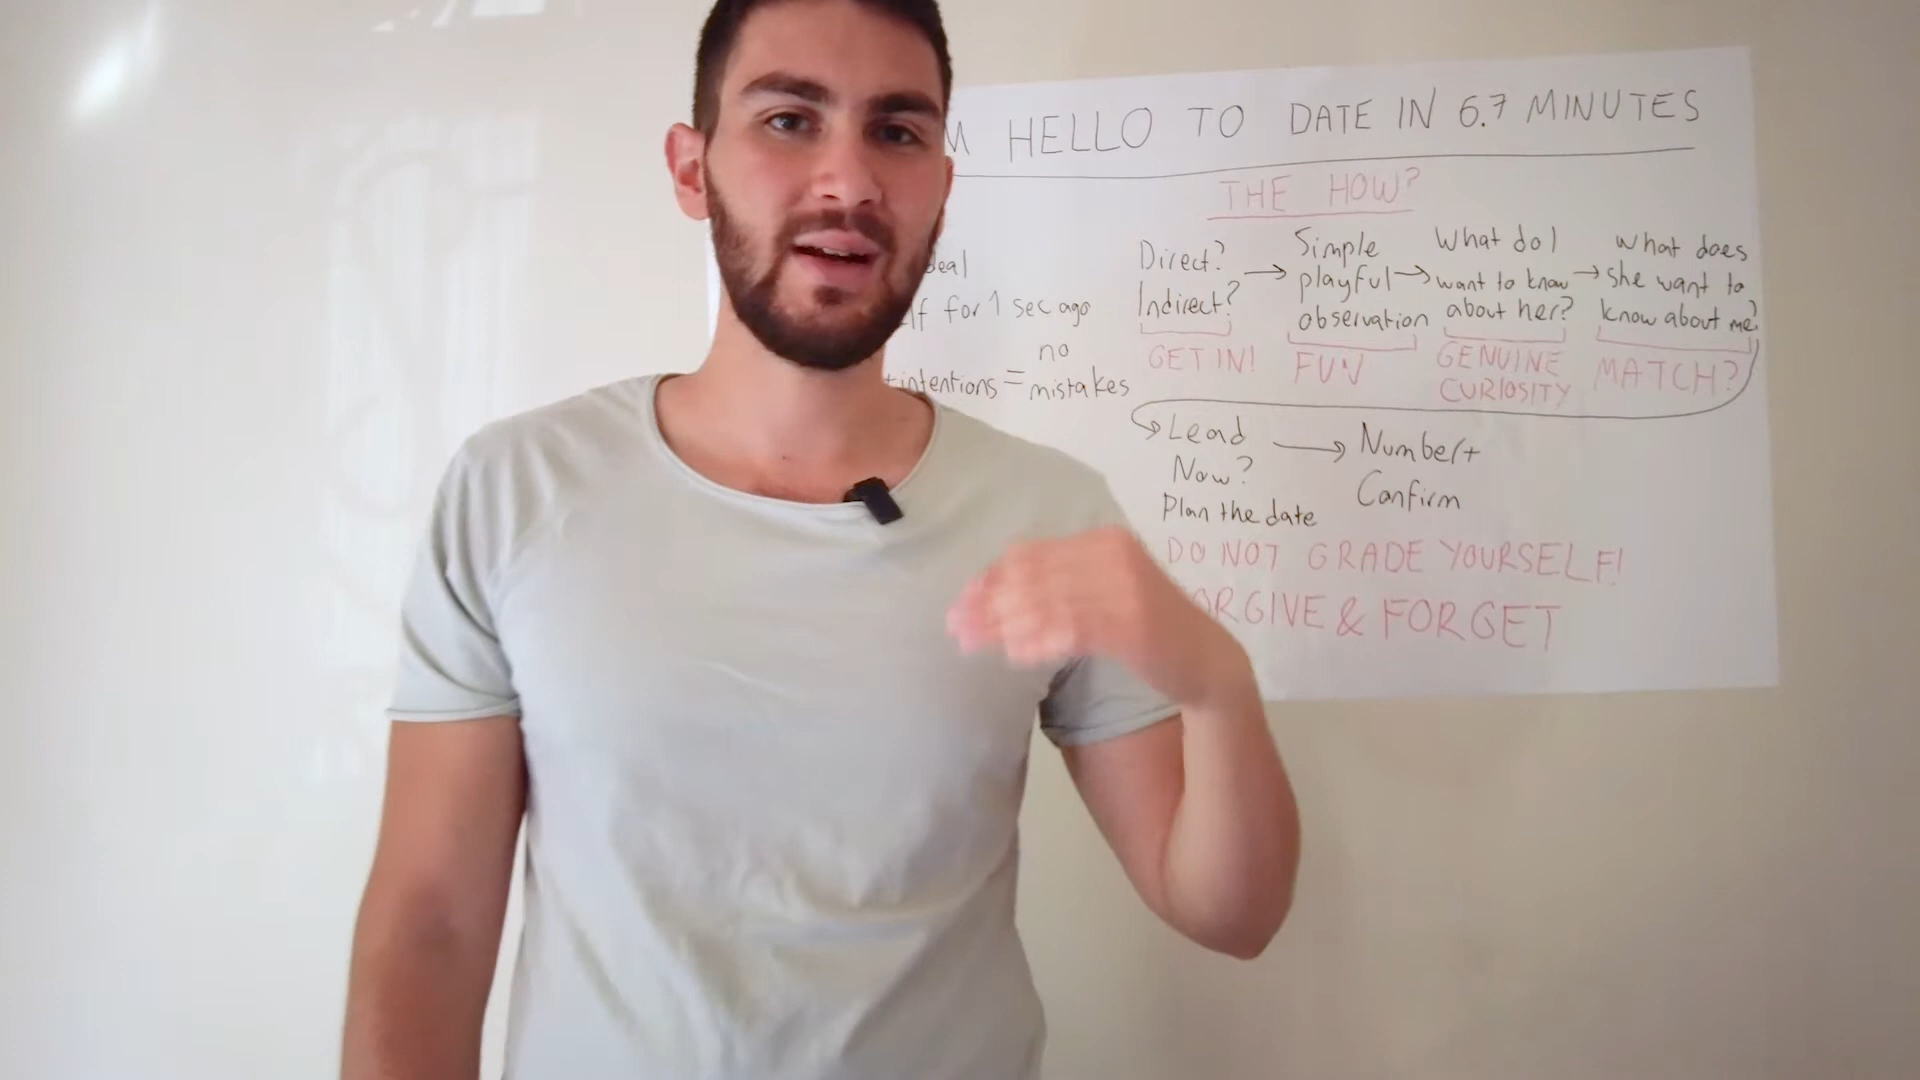 HELLO TO DATE IN 6.7 MINUTES
THE HOW?
deal
for 1 sec ago
no
intentions = mistakes
Direct?
Indirect?
GET IN!
→
Simple
playful
observation
FUN
→
What do I
want to know
about her?
GENUINE
CURIOSITY
→
What does
she want to
know about me?
MATCH?
Lead
Now?
Plan the date
→
Number+
Confirm
DO NOT GRADE YOURSELF!
& FORGET